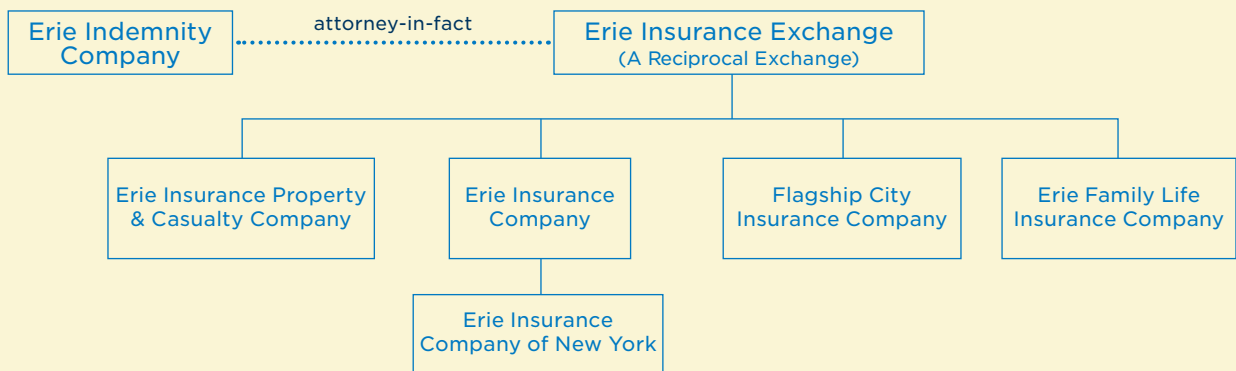 Erie Indemnity
Company
attorney-in-fact
Erie Insurance Exchange
(A Reciprocal Exchange)
Erie Insurance Property
& Casualty Company
Erie Insurance
Company
Flagship City
Insurance Company
Erie Family Life
Insurance Company
Erie Insurance
Company of New York